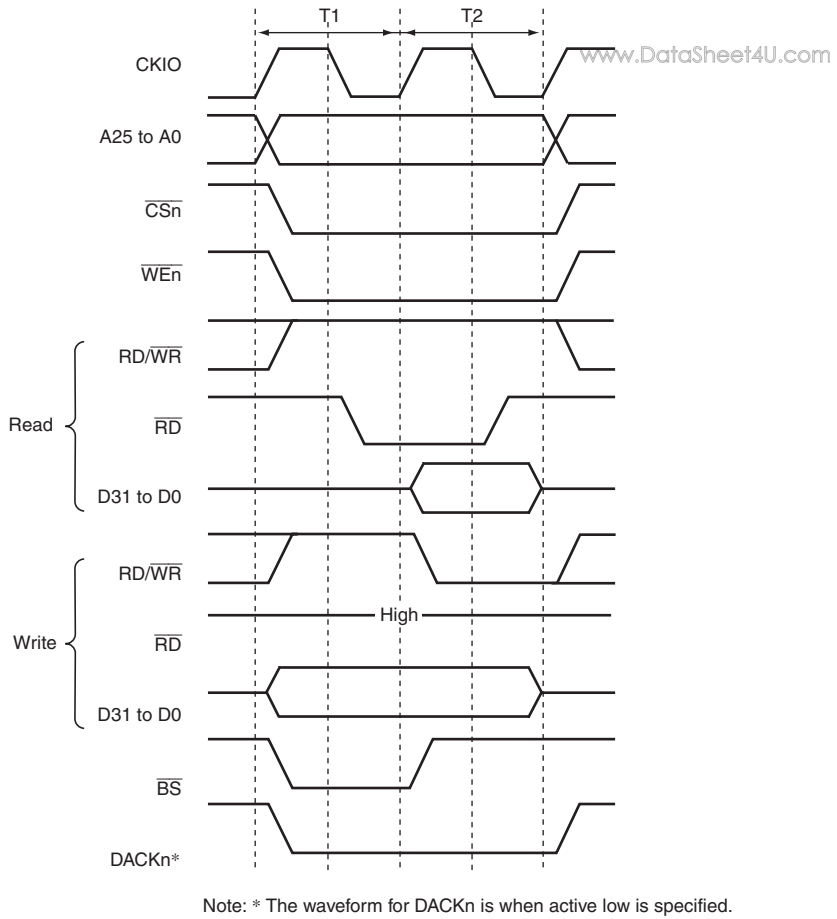 T1 T2
www.DataSheet4U.com
CKIO
A25 to A0
CSn
WEn
Read
RD/WR
RD
D31 to D0
Write
RD/WR
High
RD
D31 to D0
BS
DACKn*
Note: * The waveform for DACKn is when active low is specified.